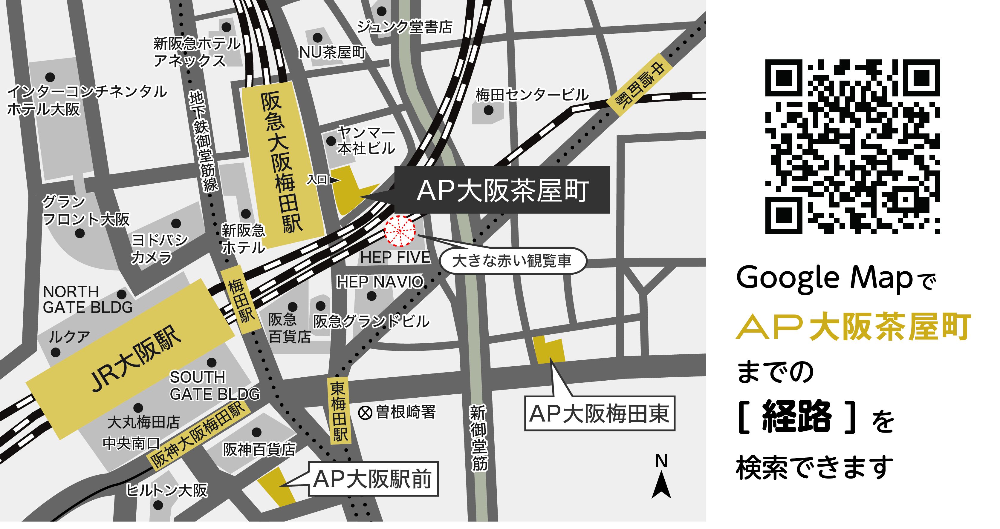 ジュンク堂書店
新阪急ホテル
アネックス
NU茶屋町
中崎町駅
インターコンチネンタル
ホテル大阪
地下鉄御堂筋線
阪急大阪梅田駅
梅田センタービル
ヤンマー
本社ビル
入口
AP大阪茶屋町
グラン
フロント大阪
ヨドバシ
カメラ
新阪急
ホテル
HEP FIVE
大きな赤い観覧車
HEP NAVIO
NORTH
GATE BLDG
梅田駅
阪急
百貨店
阪急グランドビル
ルクア
JR大阪駅
SOUTH
GATE BLDG
東梅田駅
曽根崎署
新御堂筋
AP大阪梅田東
大丸梅田店
中央南口
阪神大阪梅田駅
阪神百貨店
AP大阪駅前
ヒルトン大阪
N
Google Mapで
AP大阪茶屋町
までの
[ 経路 ] を
検索できます